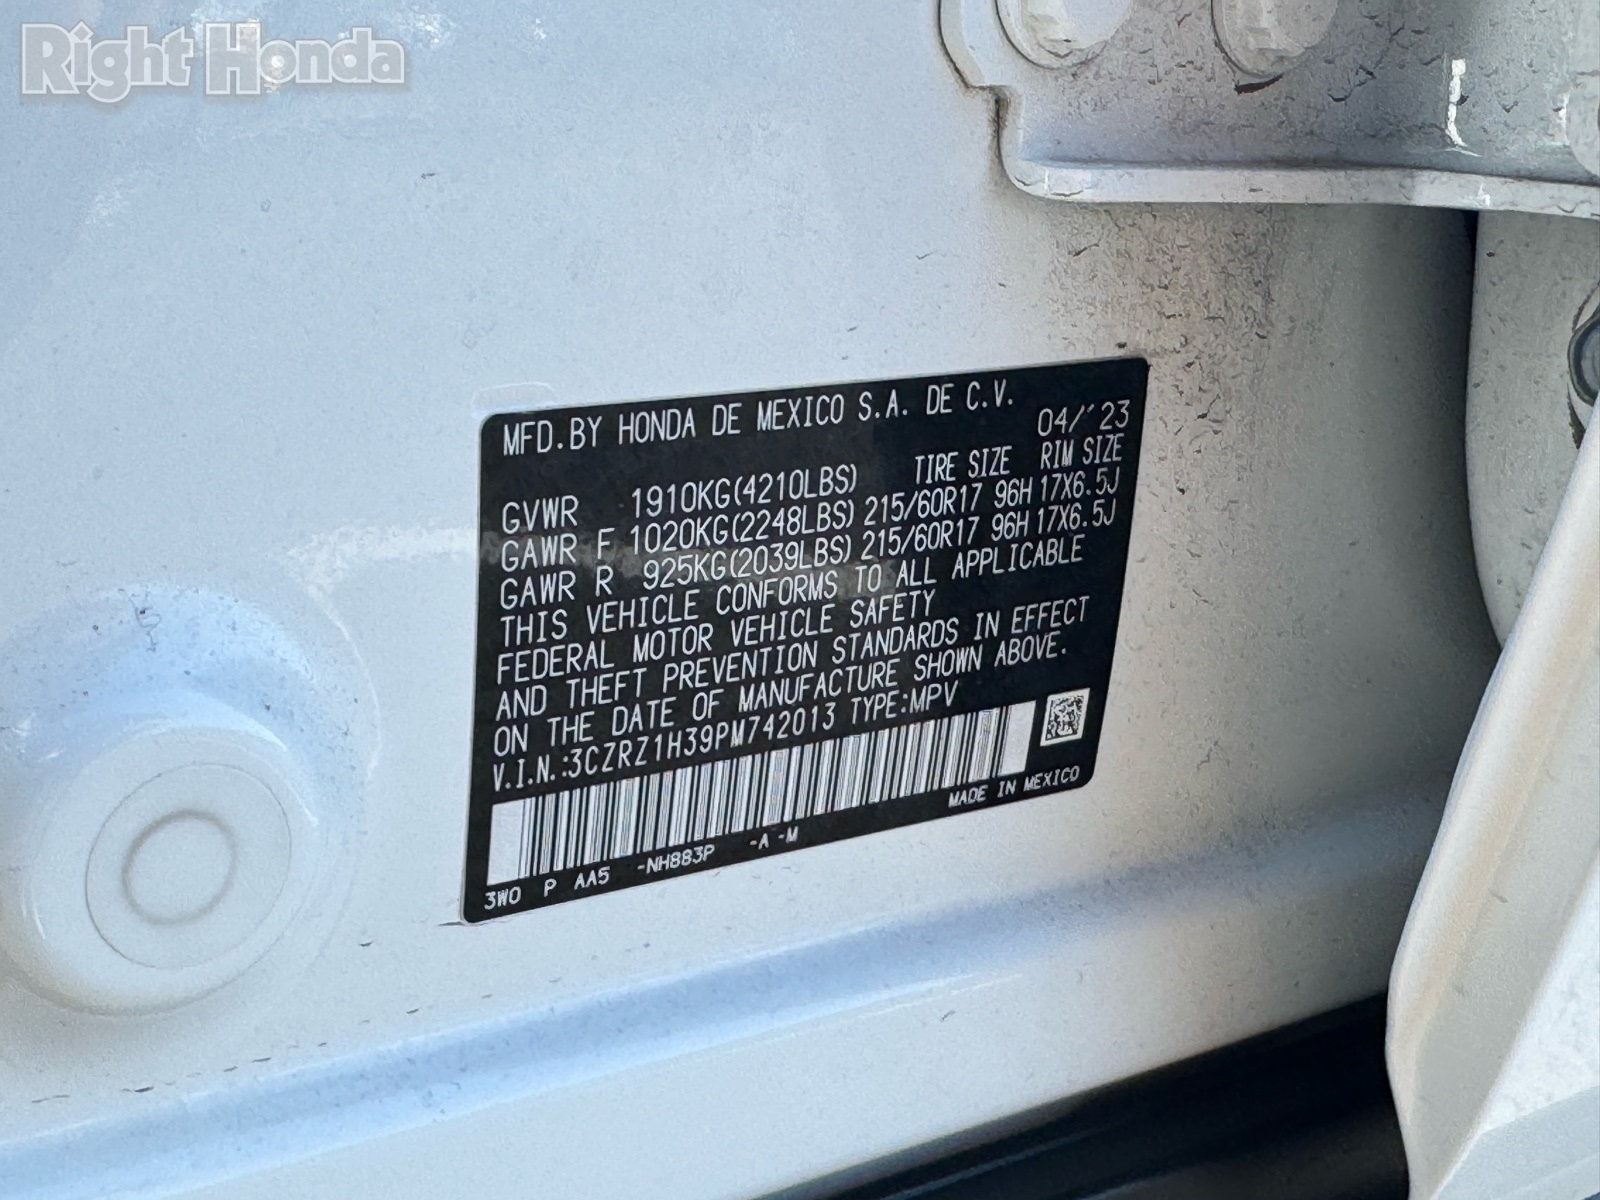 Right Honda
MFD. BY HONDA DE MEXICO S.A. DE C.V.
04/'23
TIRE SIZE RIM SIZE
GVWR 1910KG(4210LBS)
GAWR F 1020KG(2248LBS) 215/60R17 96H 17X6.5J
GAWR R 925KG(2039LBS) 215/60R17 96H 17X6.5J
THIS VEHICLE CONFORMS TO ALL APPLICABLE
FEDERAL MOTOR VEHICLE SAFETY
AND THEFT PREVENTION STANDARDS IN EFFECT
ON THE DATE OF MANUFACTURE SHOWN ABOVE.
V.I.N.:3CZRZ1H39PM742013 TYPE:MPV
MADE IN MEXICO
3W0 P AA5 -NH883P -A -M